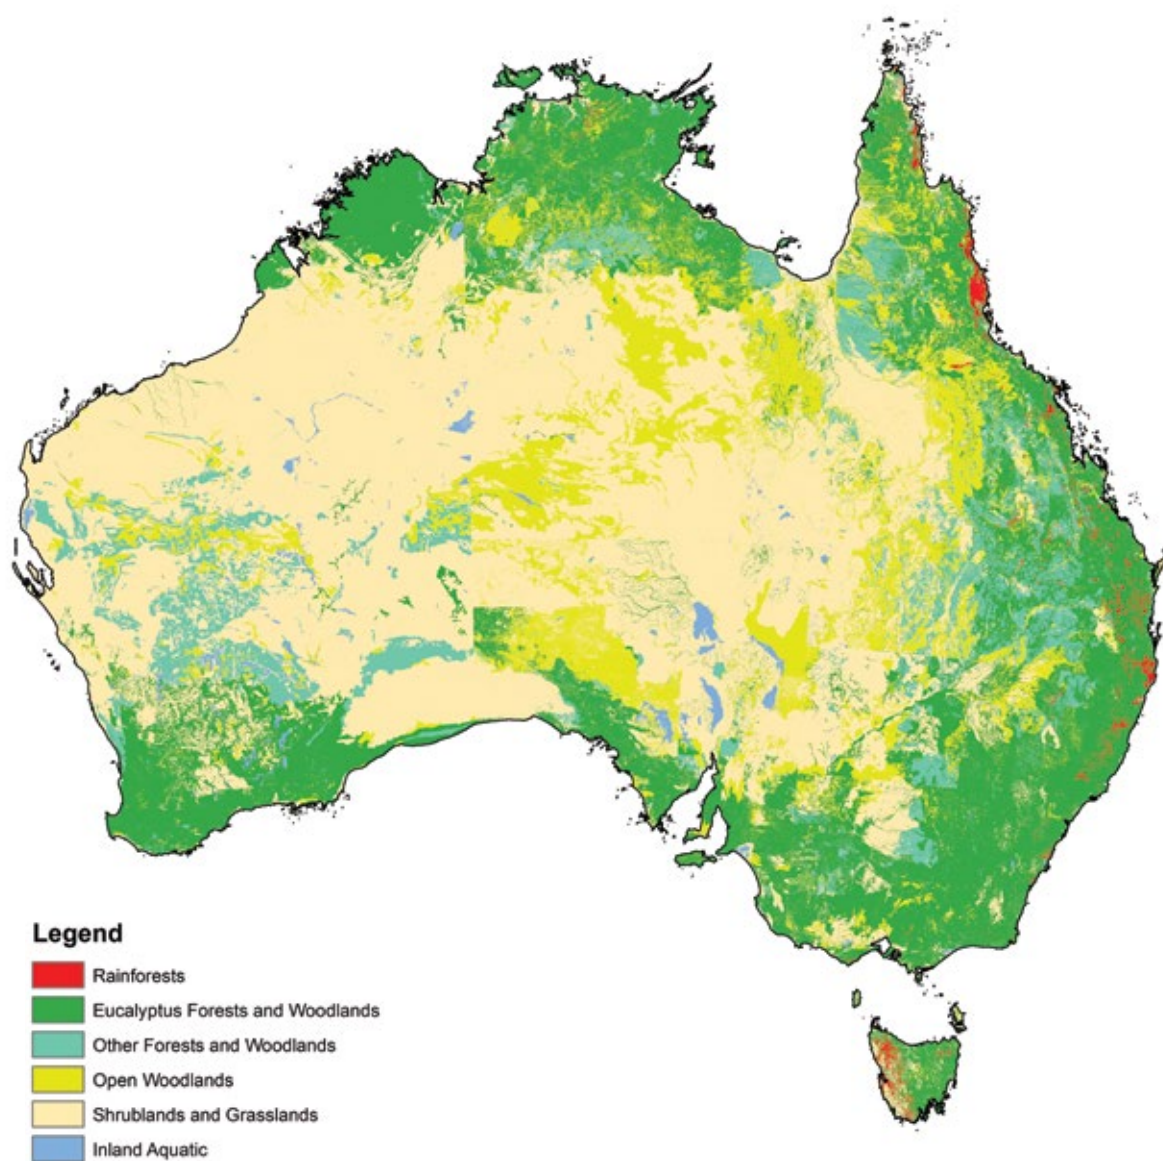 Legend
Rainforests
Eucalyptus Forests and Woodlands
Other Forests and Woodlands
Open Woodlands
Shrublands and Grasslands
Inland Aquatic